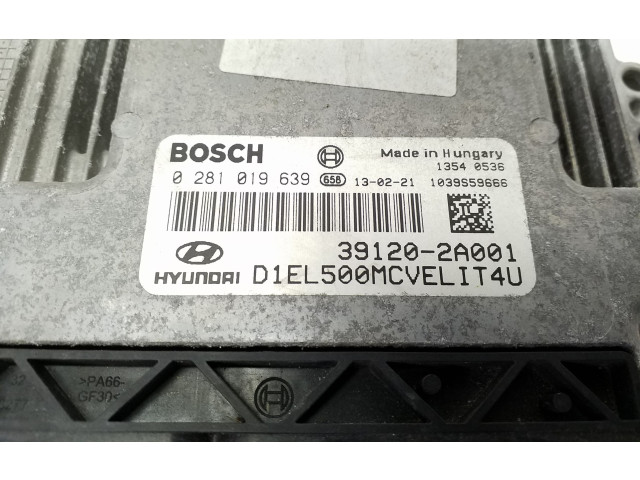 BOSCH
Made in Hungary
1354 0536
0 281 019 639 658 13-02-21 1039S59666
39120-2A001
HYUNDAI D1EL500MCVELIT4U
>PA66-
GF30<